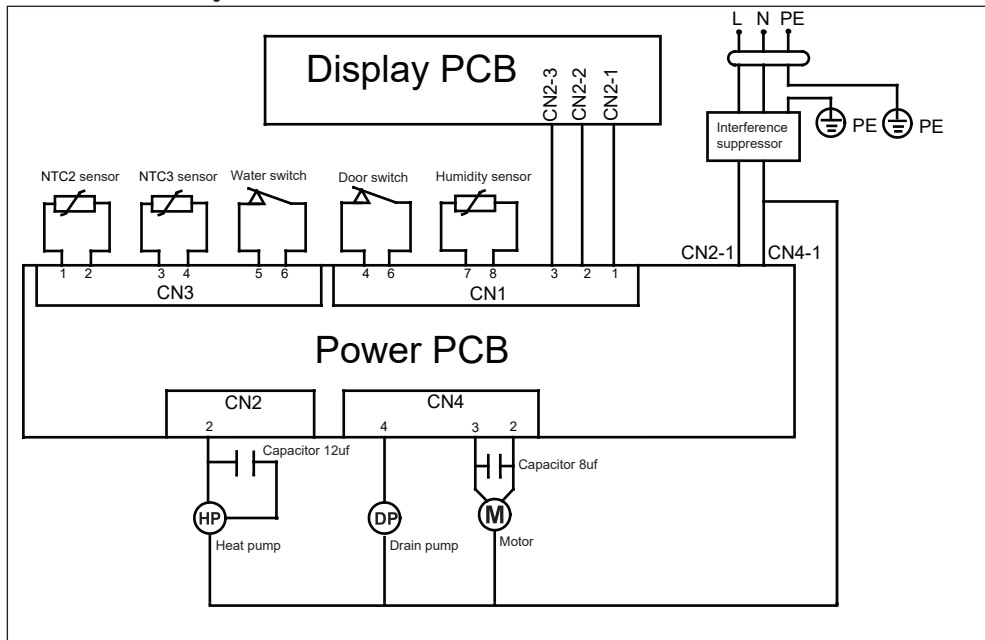 L N PE
Display PCB
CN2-3
CN2-2
CN2-1
Interference
suppressor
PE
PE
NTC2 sensor
NTC3 sensor
Water switch
Door switch
Humidity sensor
CN2-1
CN4-1
1 2 3 4 5 6 4 6 7 8 3 2 1
CN3
CN1
Power PCB
CN2
CN4
2 4 3 2
Capacitor 12uf
Capacitor 8uf
HP
DP
M
Heat pump
Drain pump
Motor